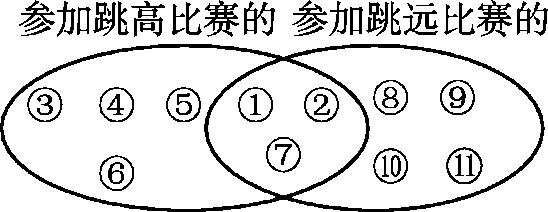 参加跳高比赛的 参加跳远比赛的
③ ④ ⑤ ① ② ⑧ ⑨
⑥ ⑦ ⑩ ⑪